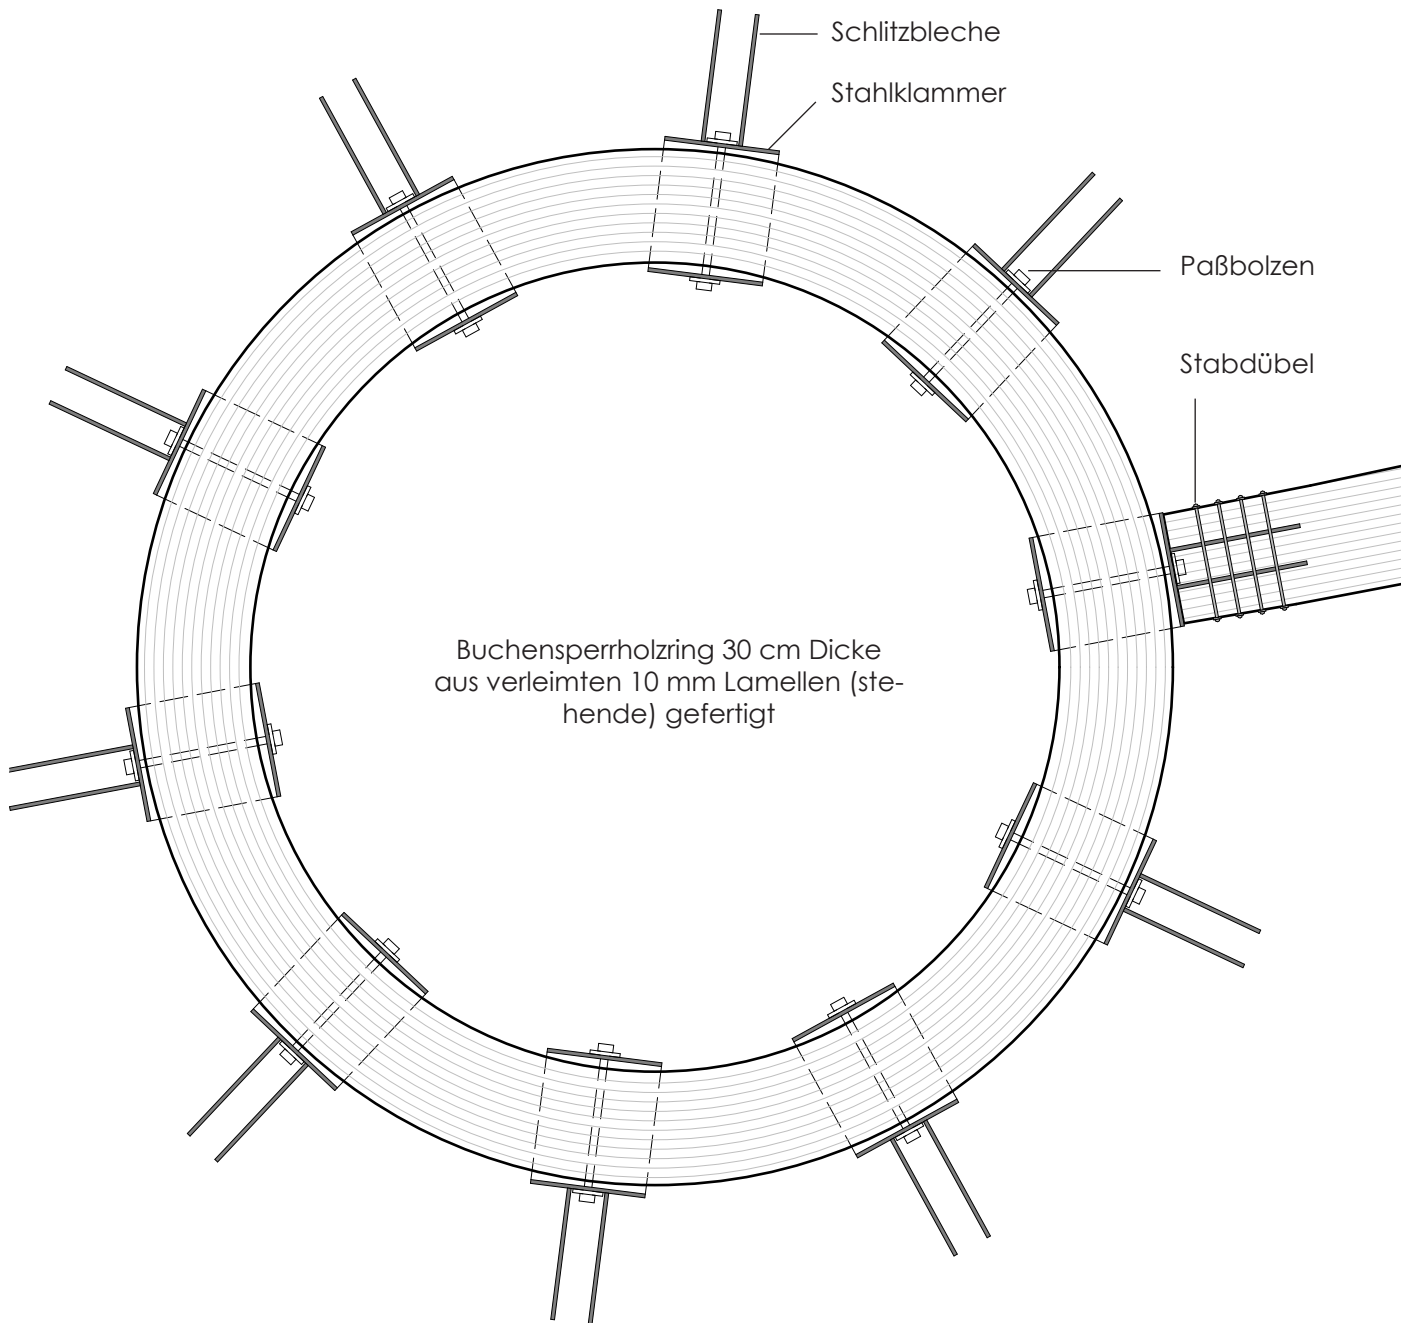 Schlitzbleche
Stahlklammer
Paßbolzen
Stabdübel
Buchensperrholzring 30 cm Dicke
aus verleimten 10 mm Lamellen (ste-
hende) gefertigt